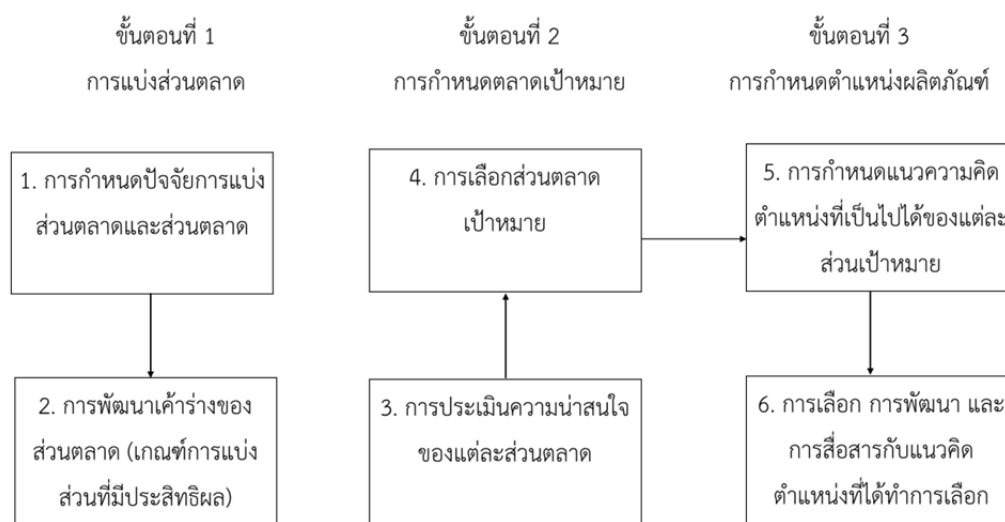 ขั้นตอนที่ 1
การแบ่งส่วนตลาด
ขั้นตอนที่ 2
การกำหนดตลาดเป้าหมาย
ขั้นตอนที่ 3
การกำหนดตำแหน่งผลิตภัณฑ์
1. การกำหนดปัจจัยการแบ่ง
ส่วนตลาดและส่วนตลาด
2. การพัฒนาเค้าร่างของ
ส่วนตลาด (เกณฑ์การแบ่ง
ส่วนที่มีประสิทธิผล)
3. การประเมินความน่าสนใจ
ของแต่ละส่วนตลาด
4. การเลือกส่วนตลาด
เป้าหมาย
5. การกำหนดแนวความคิด
ตำแหน่งที่เป็นไปได้ของแต่ละ
ส่วนเป้าหมาย
6. การเลือก การพัฒนา และ
การสื่อสารกับแนวคิด
ตำแหน่งที่ได้ทำการเลือก